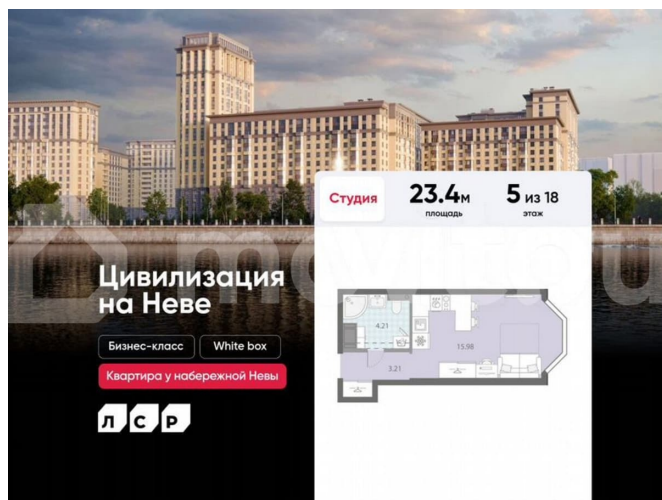 Студия
23.4м
площадь
5 из 18
этаж
Цивилизация
на Неве
Бизнес-класс
White box
Квартира у набережной Невы
ЛСР
4.21
15.98
3.21